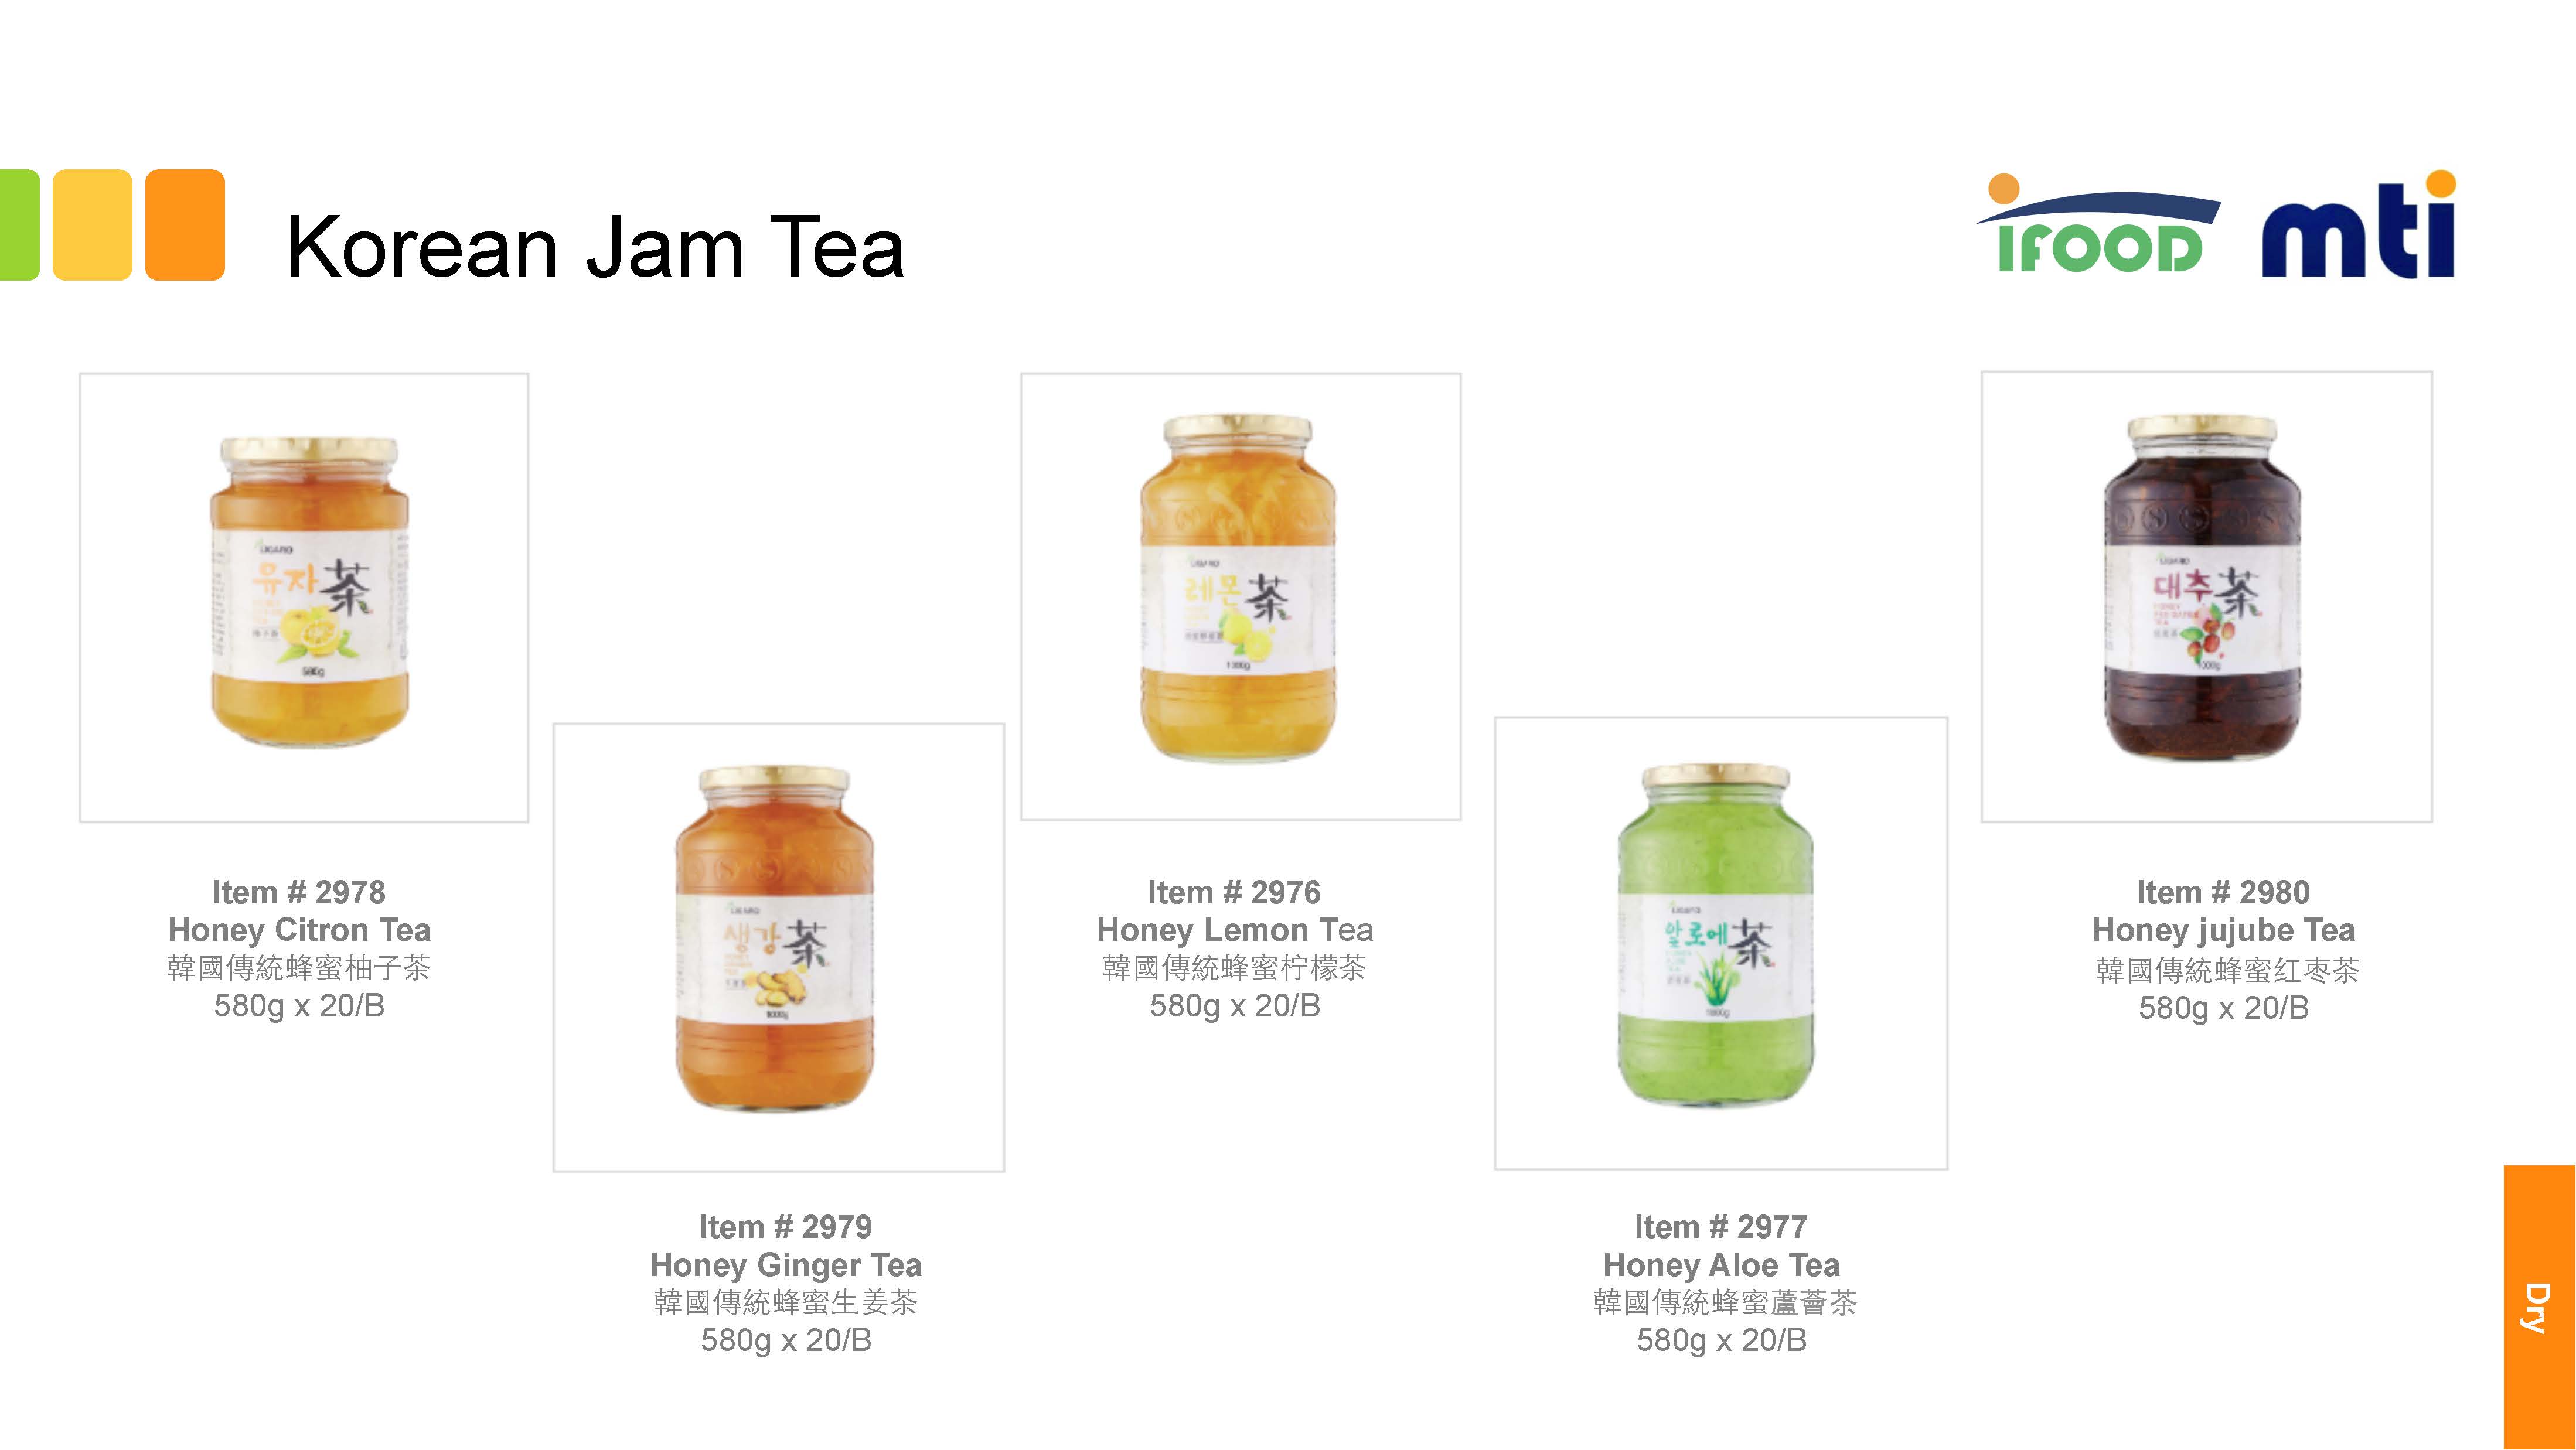 Korean Jam Tea
IFOOD mti
유자茶
580g
Item # 2978
Honey Citron Tea
韓國傳統蜂蜜柚子茶
580g x 20/B
생강茶
1000g
Item # 2979
Honey Ginger Tea
韓國傳統蜂蜜生姜茶
580g x 20/B
레몬茶
Item # 2976
Honey Lemon Tea
韓國傳統蜂蜜柠檬茶
580g x 20/B
알로에茶
Item # 2977
Honey Aloe Tea
韓國傳統蜂蜜蘆薈茶
580g x 20/B
대추茶
1000g
Item # 2980
Honey jujube Tea
韓國傳統蜂蜜红枣茶
580g x 20/B
Dry